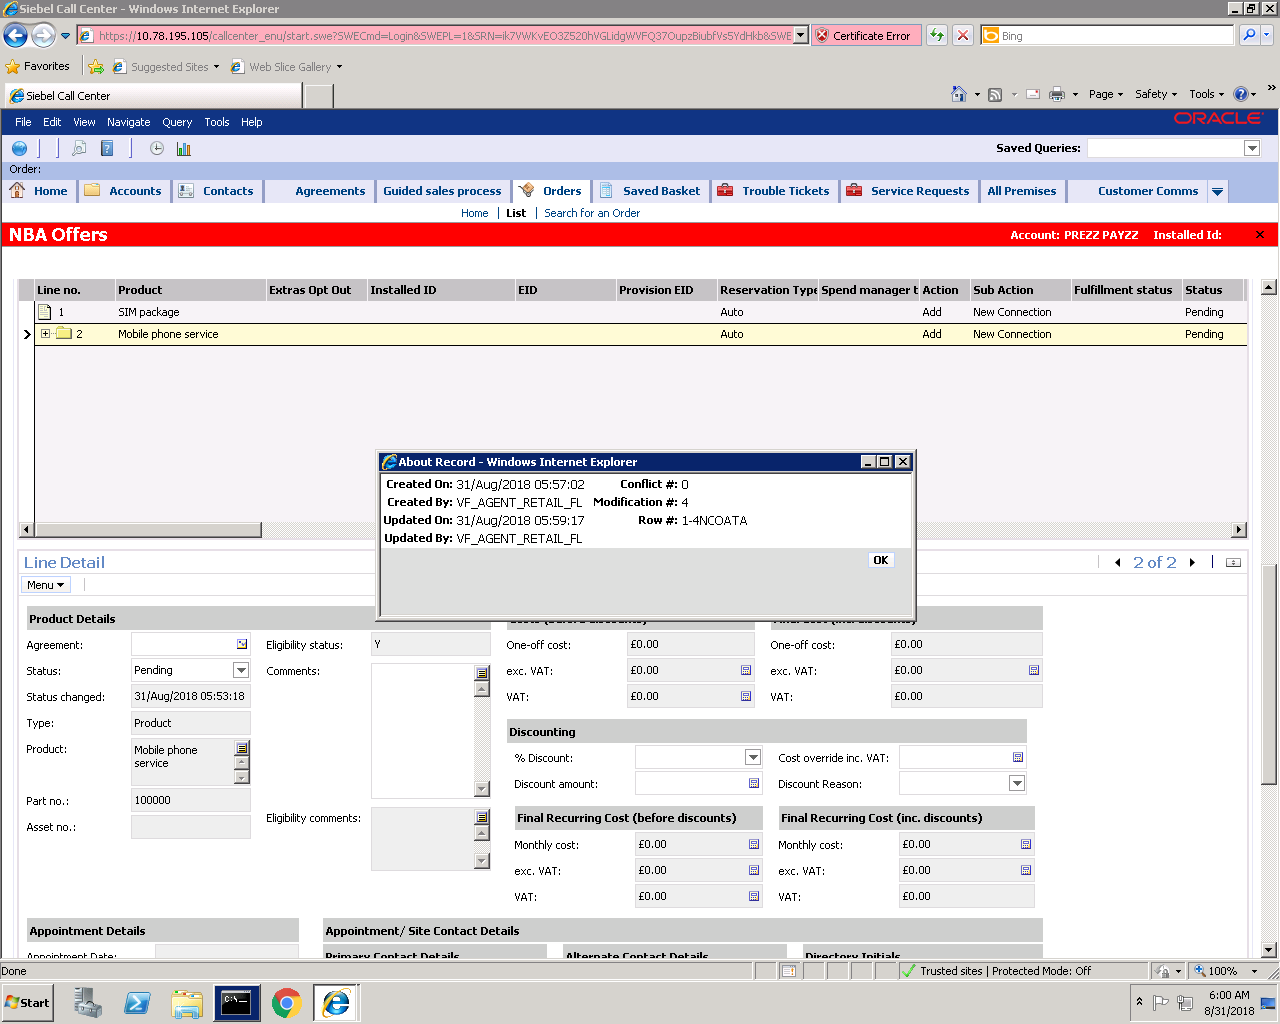 Siebel Call Center - Windows Internet Explorer
https://10.78.195.105/callcenter_enu/start.swe?SWECmd=Login&SWEPL=1&SRN=
Certificate Error
Bing
Favorites
Suggested Sites
Web Slice Gallery
Siebel Call Center
Page
Safety
Tools
»
File Edit View Navigate Query Tools Help
ORACLE
Saved Queries:
Order:
Home Accounts Contacts Agreements Guided sales process Orders Saved Basket Trouble Tickets Service Requests All Premises Customer Comms
Home | List | Search for an Order
NBA Offers
Account: PREZZ PAYZZ Installed Id:
Line no. Product Extras Opt Out Installed ID EID Provision EID Reservation Type Spend manager t Action Sub Action Fulfillment status Status
1 SIM package Auto Add New Connection Pending
2 Mobile phone service Auto Add New Connection Pending
About Record - Windows Internet Explorer
Created On: 31/Aug/2018 05:57:02 Conflict #: 0
Created By: VF_AGENT_RETAIL_FL Modification #: 4
Updated On: 31/Aug/2018 05:59:17 Row #: 1-4NCOATA
Updated By: VF_AGENT_RETAIL_FL
OK
Line Detail
2 of 2
Menu
Product Details
Agreement:
Status: Pending
Status changed: 31/Aug/2018 05:53:18
Type: Product
Product: Mobile phone
service
Part no.: 100000
Asset no.:
Eligibility status: Y
Comments:
Eligibility comments:
One-off cost: £0.00
exc. VAT: £0.00
VAT: £0.00
One-off cost: £0.00
exc. VAT: £0.00
VAT: £0.00
Discounting
% Discount:
Discount amount:
Cost override inc. VAT:
Discount Reason:
Final Recurring Cost (before discounts)
Monthly cost: £0.00
exc. VAT: £0.00
VAT: £0.00
Final Recurring Cost (inc. discounts)
Monthly cost: £0.00
exc. VAT: £0.00
VAT: £0.00
Appointment Details
Appointment Date:
Appointment/ Site Contact Details
Primary Contact Details
Alternate Contact Details
Directory Initials
Done
Trusted sites | Protected Mode: Off
100%
Start
6:00 AM
8/31/2018